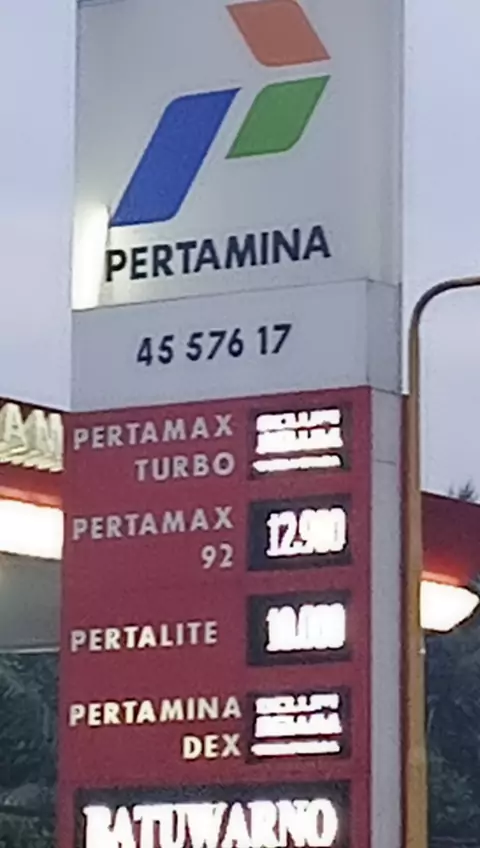 PERTAMINA
45 576 17
PERTAMAX
TURBO
PERTAMAX
92
12.900
PERTALITE
10.000
PERTAMINA
DEX
BATUWARNO